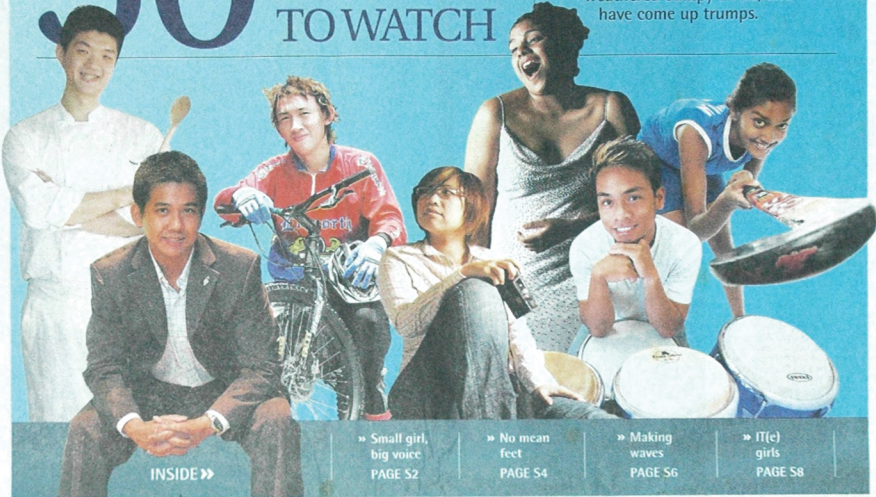 TO WATCH
have come up trumps.
INSIDE »
» Small girl,
big voice
PAGE S2
» No mean
feet
PAGE S4
» Making
waves
PAGE S6
» IT(e)
girls
PAGE S8